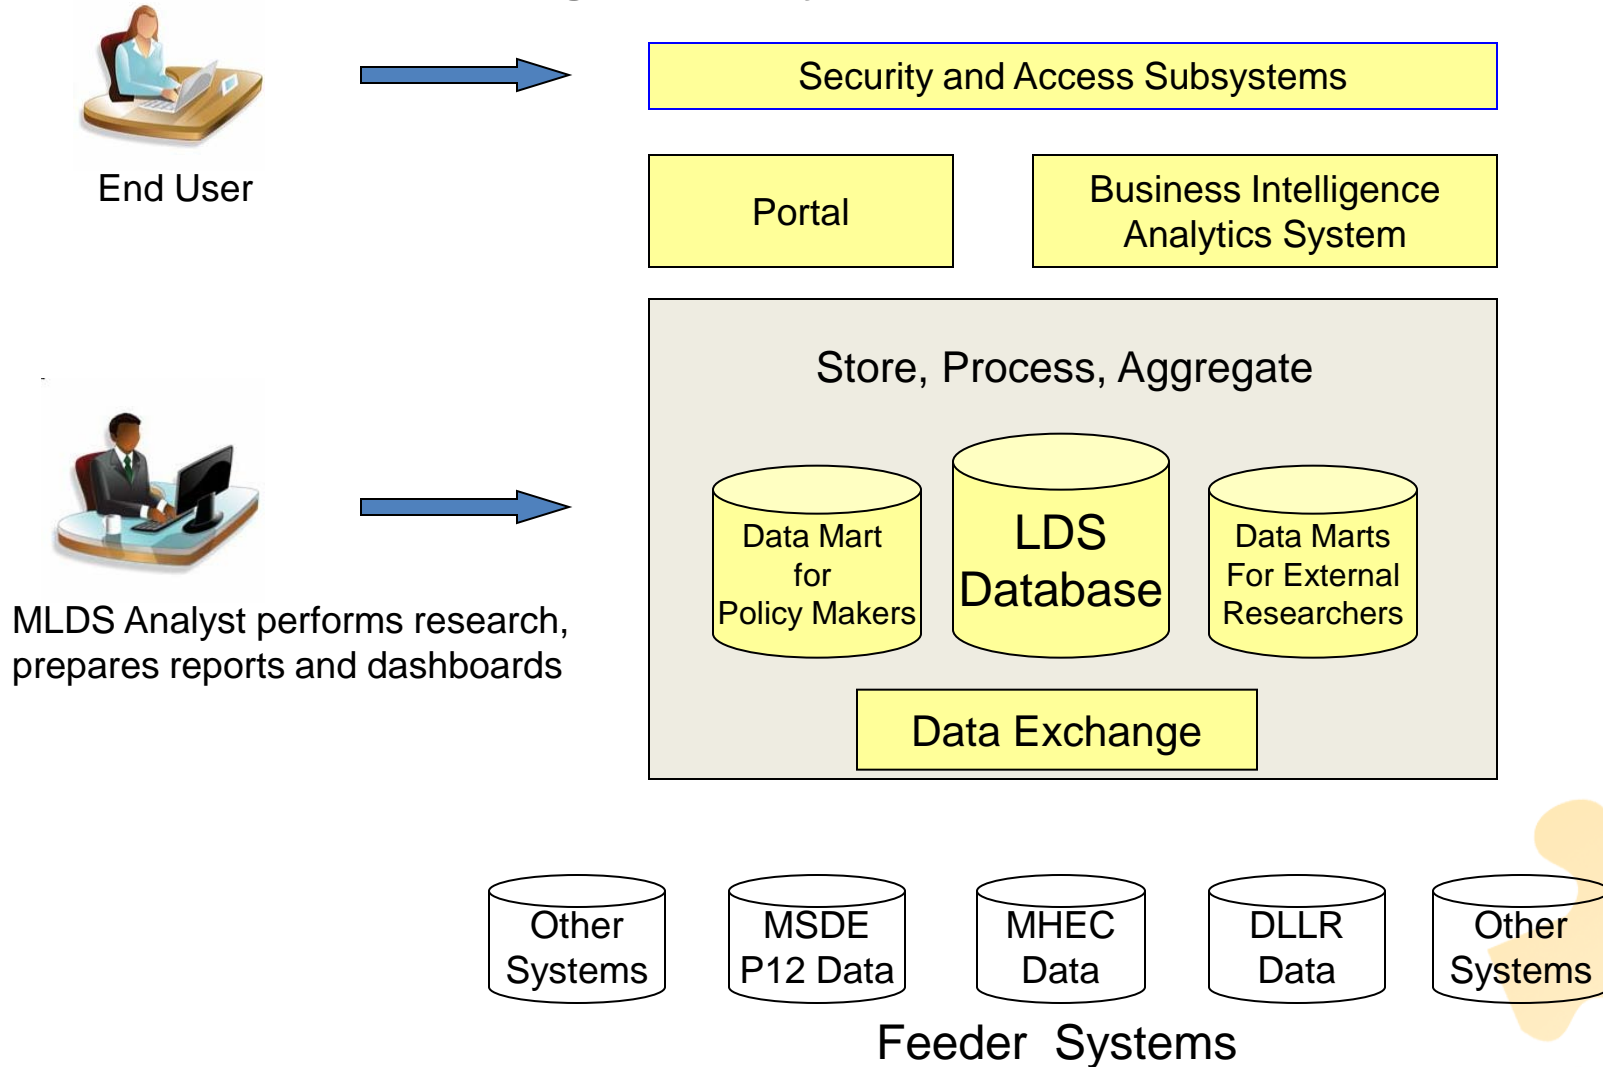 Security and Access Subsystems
End User
Portal
Business Intelligence
Analytics System
Store, Process, Aggregate
Data Mart
for
Policy Makers
LDS
Database
Data Marts
For External
Researchers
MLDS Analyst performs research,
prepares reports and dashboards
Data Exchange
Other
Systems
MSDE
P12 Data
MHEC
Data
DLLR
Data
Other
Systems
Feeder Systems